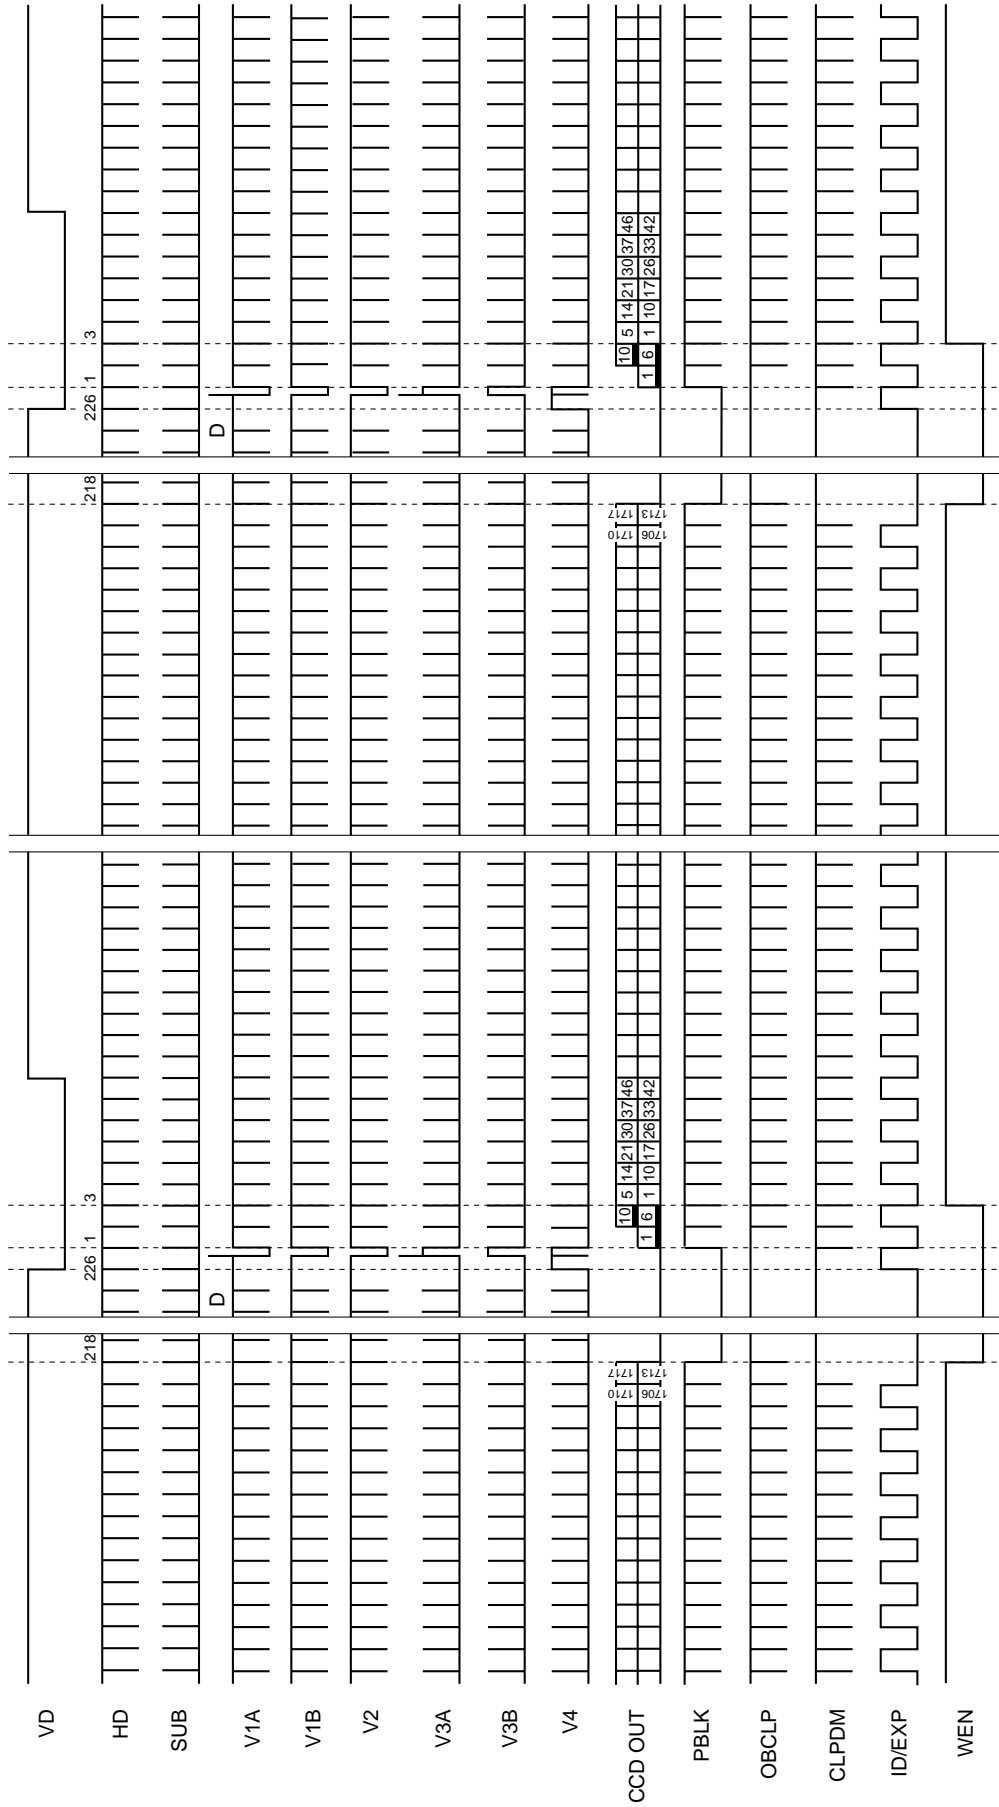 VD
218 226 1 3 218 226 1 3
HD
SUB
D D
V1A
V1B
V2
V3A
V3B
V4
1710 1717 10 5 14 21 30 37 46 1710 1717 10 5 14 21 30 37 46
CCD OUT
1706 1713 1 6 1 10 17 26 33 42 1706 1713 1 6 1 10 17 26 33 42
PBLK
OBCLP
CLPDM
ID/EXP
WEN